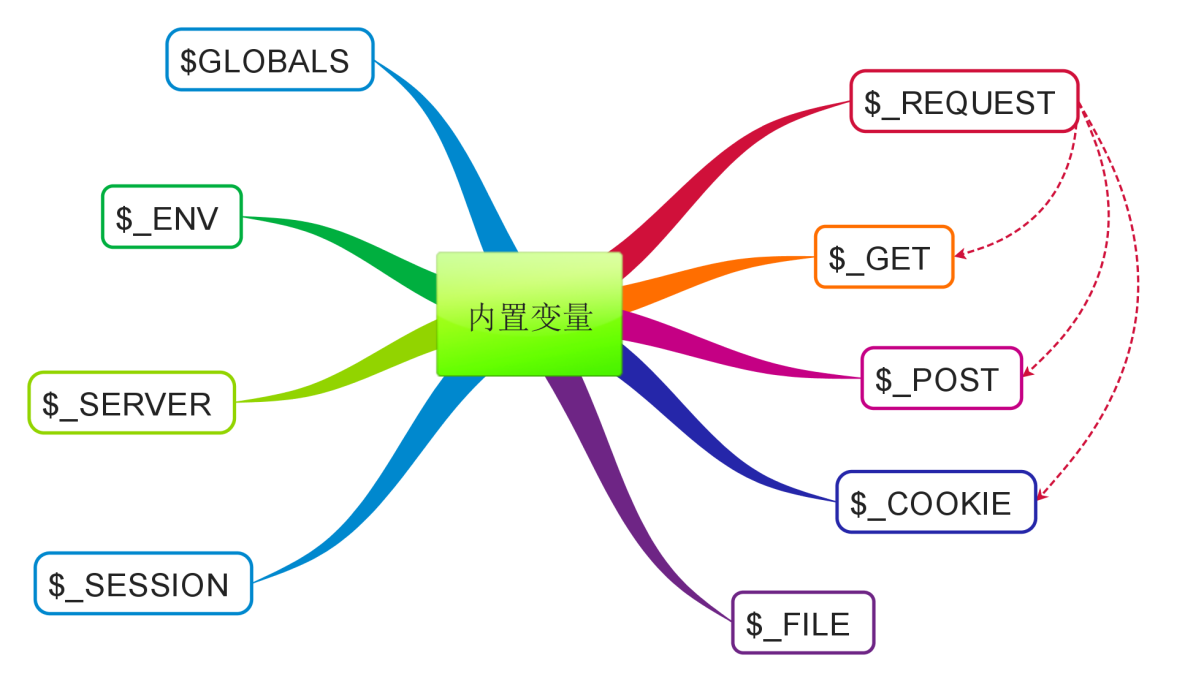 $GLOBALS
$_REQUEST
$_ENV
$_GET
内置变量
$_POST
$_SERVER
$_COOKIE
$_SESSION
$_FILE